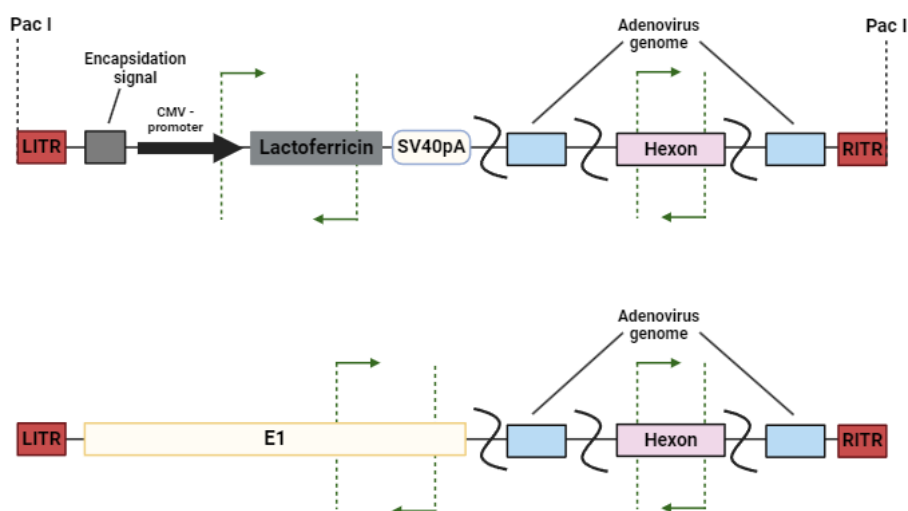 Pac I
Adenovirus
genome
Pac I
Encapsidation
signal
CMV -
promoter
LITR
Lactoferricin
SV40pA
Hexon
RITR
Adenovirus
genome
LITR
E1
Hexon
RITR